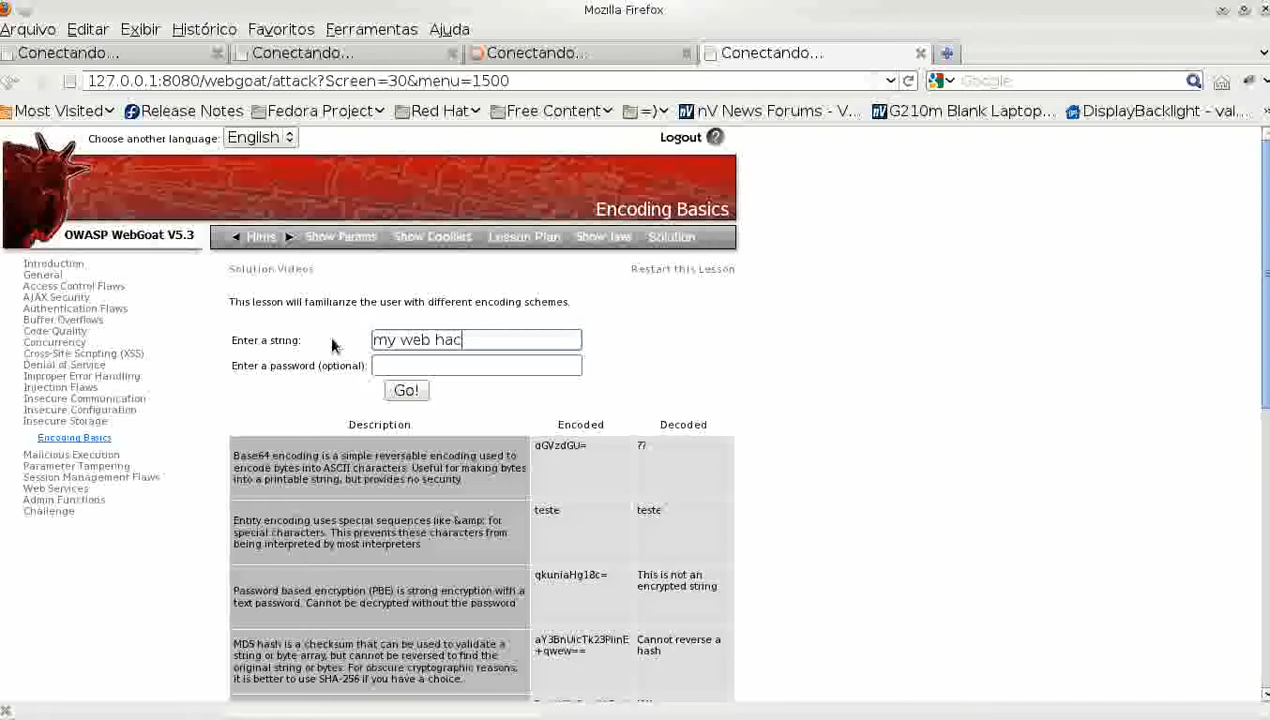 Mozilla Firefox
Arquivo Editar Exibir Histórico Favoritos Ferramentas Ajuda
Conectando... Conectando... Conectando... Conectando...
127.0.0.1:8080/webgoat/attack?Screen=30&menu=1500 Google
Most Visited Release Notes Fedora Project Red Hat Free Content =) nV News Forums - V... G210m Blank Laptop... DisplayBacklight - val...
Choose another language: English Logout ?
Encoding Basics
OWASP WebGoat V5.3
Hints Show Params Show Cookies Lesson Plan Show Java Solution
Solution Videos Restart this Lesson
Introduction
General
Access Control Flaws
AJAX Security
Authentication Flaws
Buffer Overflows
Code Quality
Concurrency
Cross-Site Scripting (XSS)
Denial of Service
Improper Error Handling
Injection Flaws
Insecure Communication
Insecure Configuration
Insecure Storage
Encoding Basics
Malicious Execution
Parameter Tampering
Session Management Flaws
Web Services
Admin Functions
Challenge
This lesson will familiarize the user with different encoding schemes.
Enter a string: my web hac
Enter a password (optional):
Go!
Description Encoded Decoded
Base64 encoding is a simple reversable encoding used to
encode bytes into ASCII characters. Useful for making bytes
into a printable string, but provides no security.
dGVzdGU= ??
Entity encoding uses special sequences like &amp; for
special characters. This prevents these characters from
being interpreted by most interpreters.
teste teste
Password based encryption (PBE) is strong encryption with a
text password. Cannot be decrypted without the password
This is not an
encrypted string
MD5 hash is a checksum that can be used to validate a
string or byte array, but cannot be reversed to find the
original string or bytes. For obscure cryptographic reasons,
it is better to use SHA-256 if you have a choice.
+qwew==
Cannot reverse a
hash